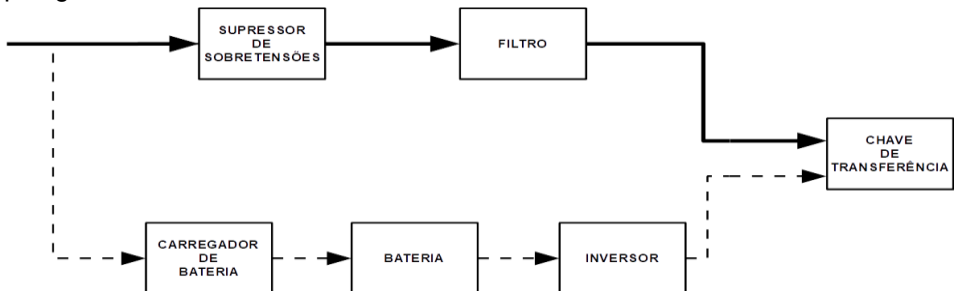 SUPRESSOR
DE
SOBRETENSÕES
FILTRO
CHAVE
DE
TRANSFERÊNCIA
CARREGADOR
DE
BATERIA
BATERIA
INVERSOR